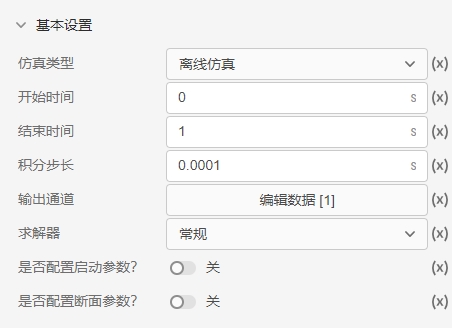 基本设置
仿真类型 离线仿真 (x)
开始时间 0 s (x)
结束时间 1 s (x)
积分步长 0.0001 s (x)
输出通道 编辑数据 [1] (x)
求解器 常规 (x)
是否配置启动参数? 关 (x)
是否配置断面参数? 关 (x)